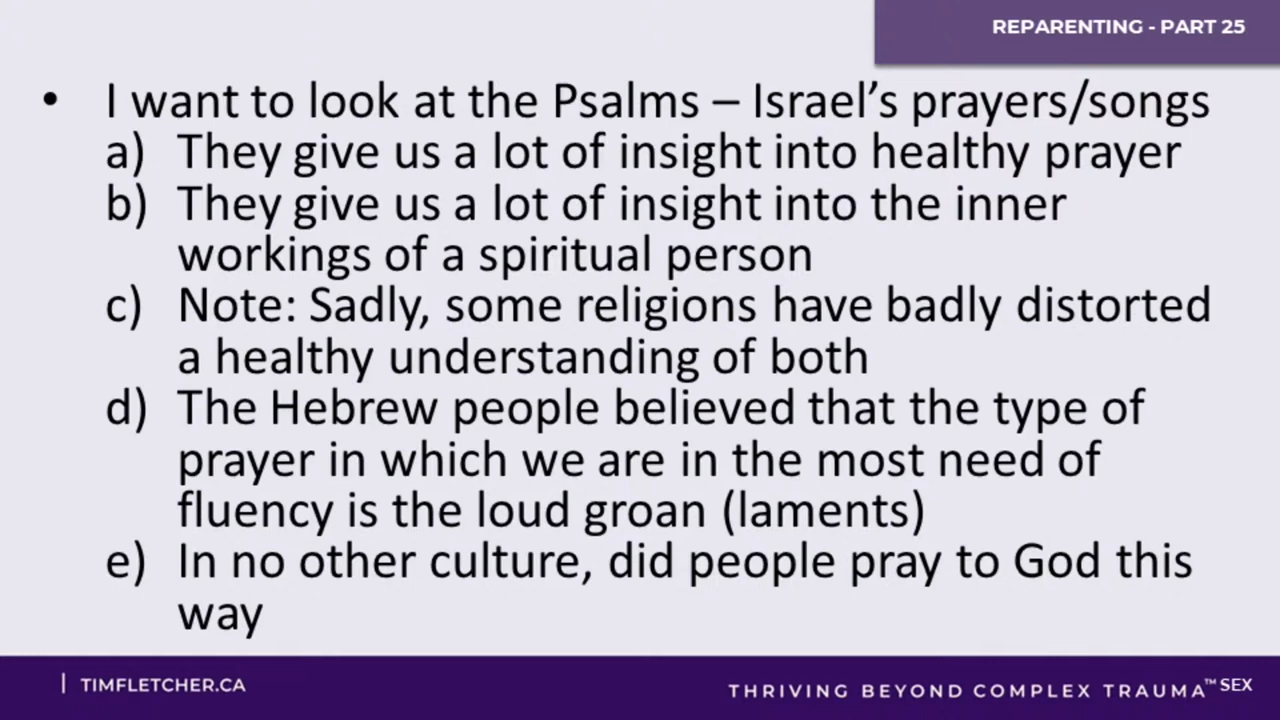 REPARENTING - PART 25
• I want to look at the Psalms – Israel's prayers/songs
a) They give us a lot of insight into healthy prayer
b) They give us a lot of insight into the inner
workings of a spiritual person
c) Note: Sadly, some religions have badly distorted
a healthy understanding of both
d) The Hebrew people believed that the type of
prayer in which we are in the most need of
fluency is the loud groan (laments)
e) In no other culture, did people pray to God this
way
| TIMFLETCHER.CA
THRIVING BEYOND COMPLEX TRAUMA™ SEX